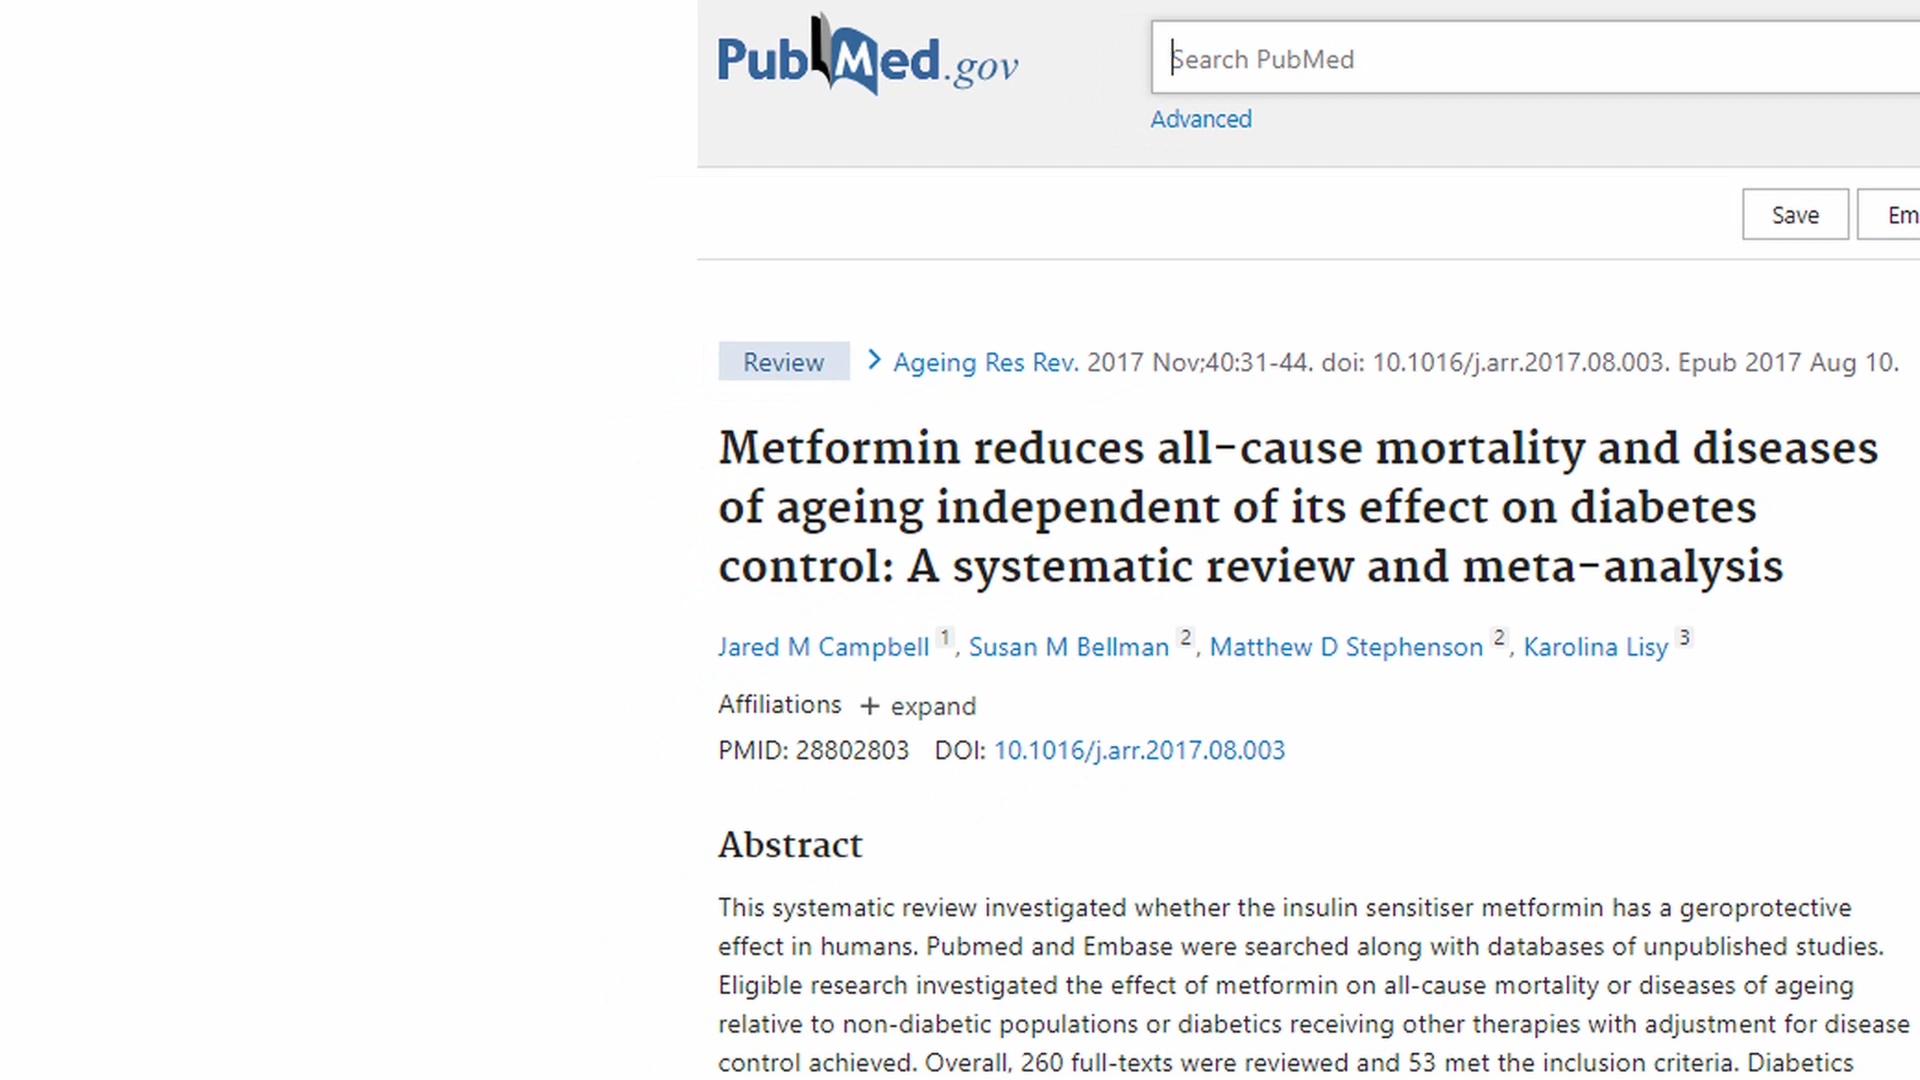 PubMed.gov
Search PubMed
Advanced
Save
Em
Review > Ageing Res Rev. 2017 Nov;40:31-44. doi: 10.1016/j.arr.2017.08.003. Epub 2017 Aug 10.
Metformin reduces all-cause mortality and diseases
of ageing independent of its effect on diabetes
control: A systematic review and meta-analysis
Jared M Campbell 1, Susan M Bellman 2, Matthew D Stephenson 2, Karolina Lisy 3
Affiliations + expand
PMID: 28802803 DOI: 10.1016/j.arr.2017.08.003
Abstract
This systematic review investigated whether the insulin sensitiser metformin has a geroprotective
effect in humans. Pubmed and Embase were searched along with databases of unpublished studies.
Eligible research investigated the effect of metformin on all-cause mortality or diseases of ageing
relative to non-diabetic populations or diabetics receiving other therapies with adjustment for disease
control achieved. Overall, 260 full-texts were reviewed and 53 met the inclusion criteria. Diabetics